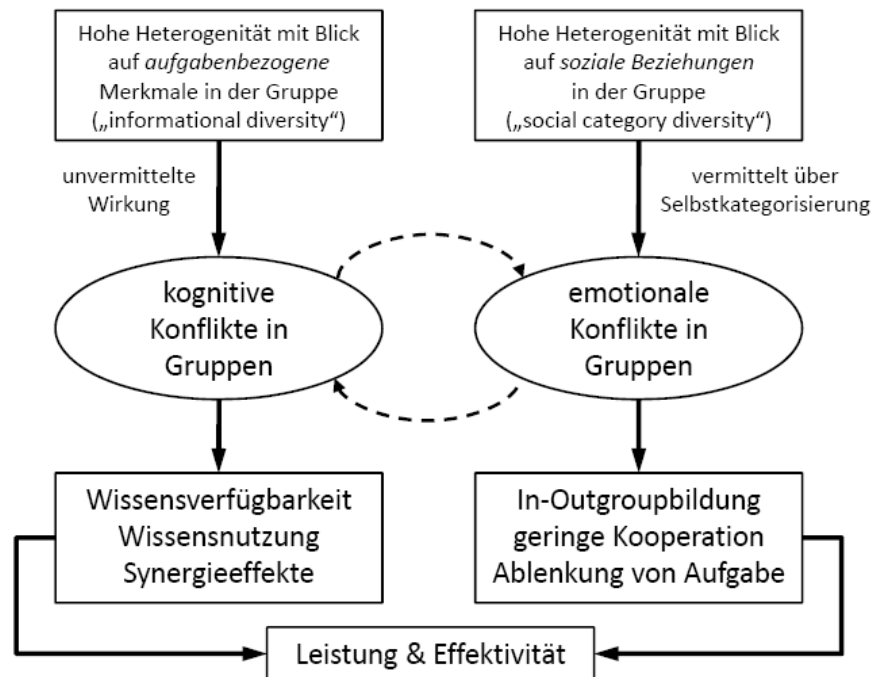 Hohe Heterogenität mit Blick
auf aufgabenbezogene
Merkmale in der Gruppe
(„informational diversity“)
Hohe Heterogenität mit Blick
auf soziale Beziehungen
in der Gruppe
(„social category diversity“)
unvermittelte
Wirkung
vermittelt über
Selbstkategorisierung
kognitive
Konflikte in
Gruppen
emotionale
Konflikte in
Gruppen
Wissensverfügbarkeit
Wissensnutzung
Synergieeffekte
In-Outgroupbildung
geringe Kooperation
Ablenkung von Aufgabe
Leistung & Effektivität